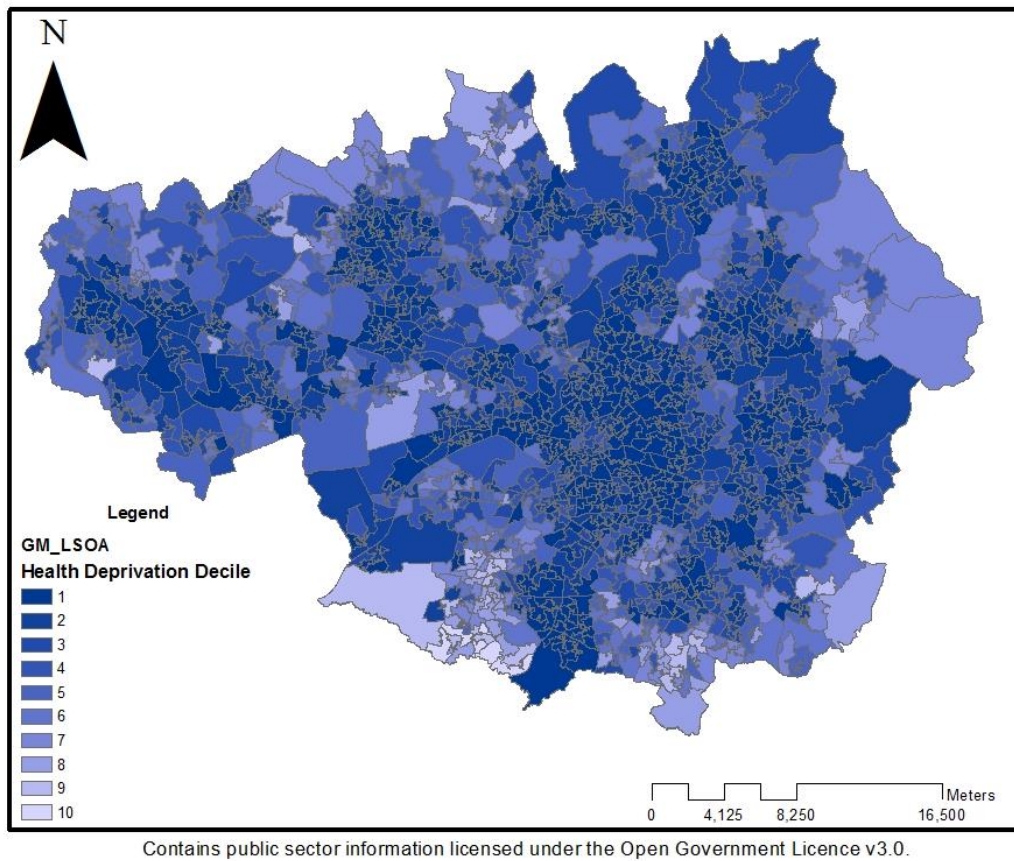 N
Legend
GM_LSOA
Health Deprivation Decile
1
2
3
4
5
6
7
8
9
10
Meters
0 4,125 8,250 16,500
Contains public sector information licensed under the Open Government Licence v3.0.